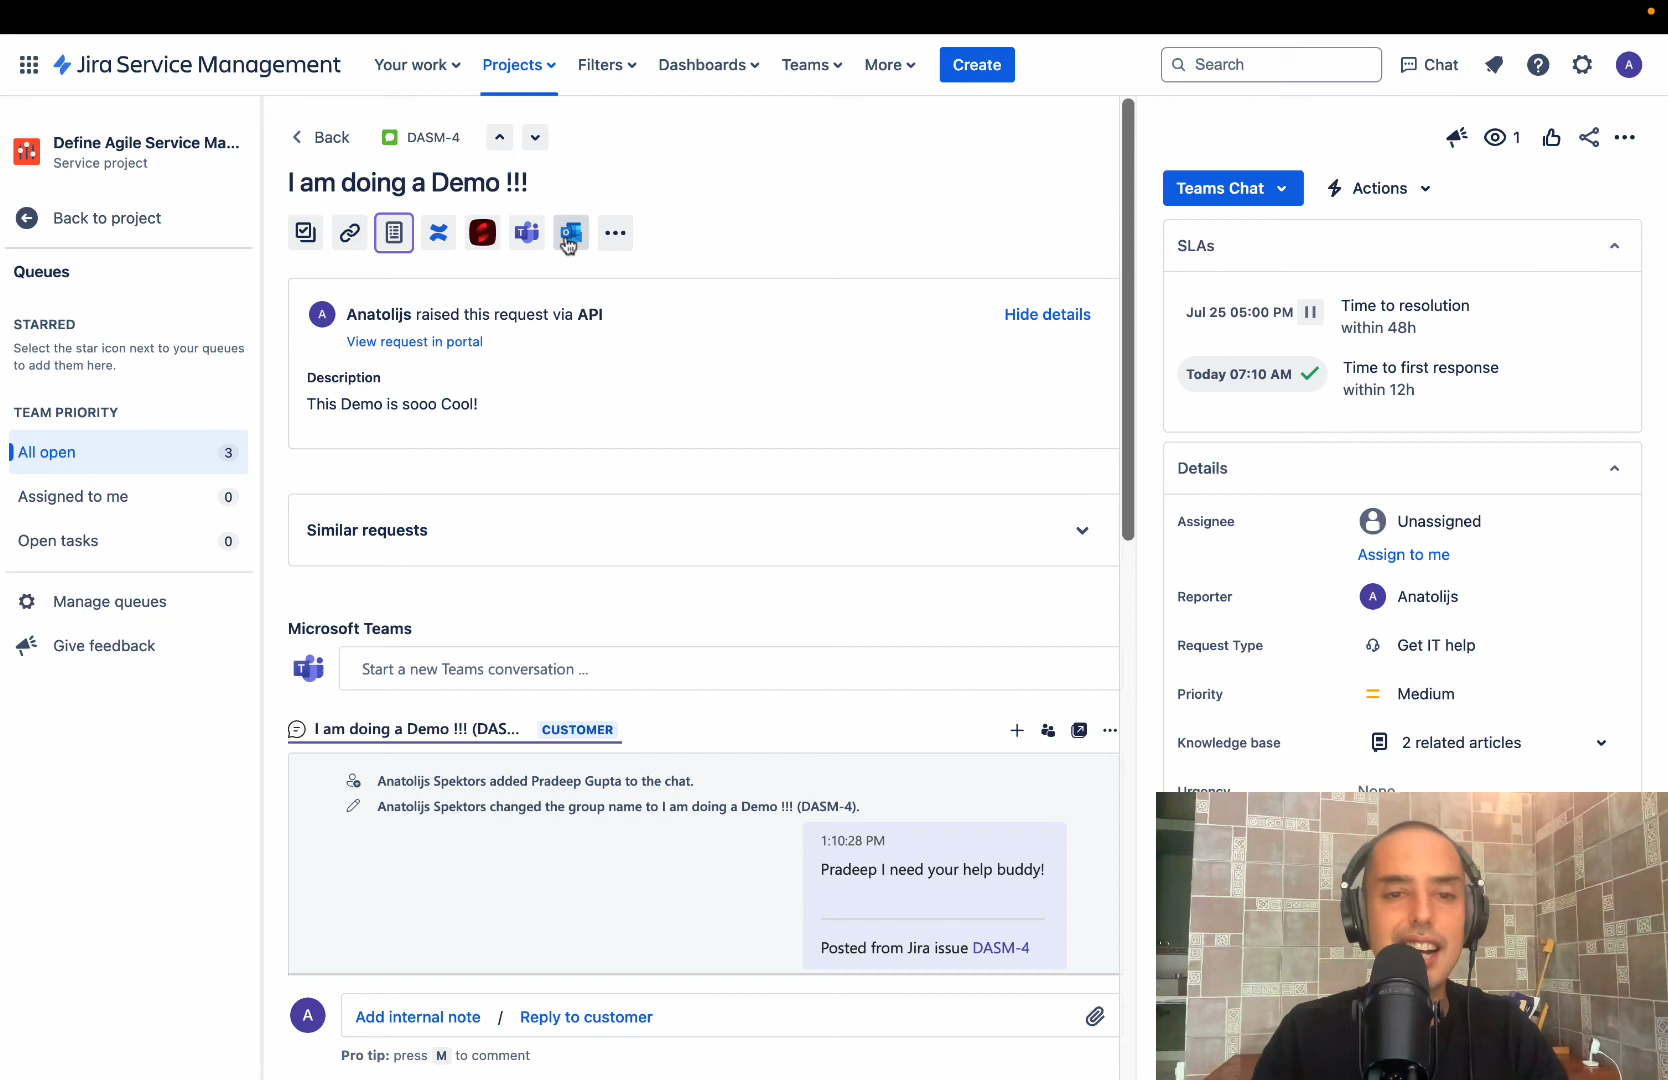 Jira Service Management Your work Projects Filters Dashboards Teams More Create Search Chat A
Define Agile Service Ma...
Service project
Back to project
Queues
STARRED
Select the star icon next to your queues
to add them here.
TEAM PRIORITY
All open 3
Assigned to me 0
Open tasks 0
Manage queues
Give feedback
Back DASM-4
I am doing a Demo !!!
A Anatolijs raised this request via API Hide details
View request in portal
Description
This Demo is sooo Cool!
Similar requests
Microsoft Teams
Start a new Teams conversation ...
I am doing a Demo !!! (DAS... CUSTOMER
Anatolijs Spektors added Pradeep Gupta to the chat.
Anatolijs Spektors changed the group name to I am doing a Demo !!! (DASM-4).
1:10:28 PM
Pradeep I need your help buddy!
Posted from Jira issue DASM-4
A Add internal note / Reply to customer
Pro tip: press M to comment
1
Teams Chat Actions
SLAs
Jul 25 05:00 PM Time to resolution
within 48h
Today 07:10 AM Time to first response
within 12h
Details
Assignee Unassigned
Assign to me
Reporter A Anatolijs
Request Type Get IT help
Priority Medium
Knowledge base 2 related articles
Urgency None